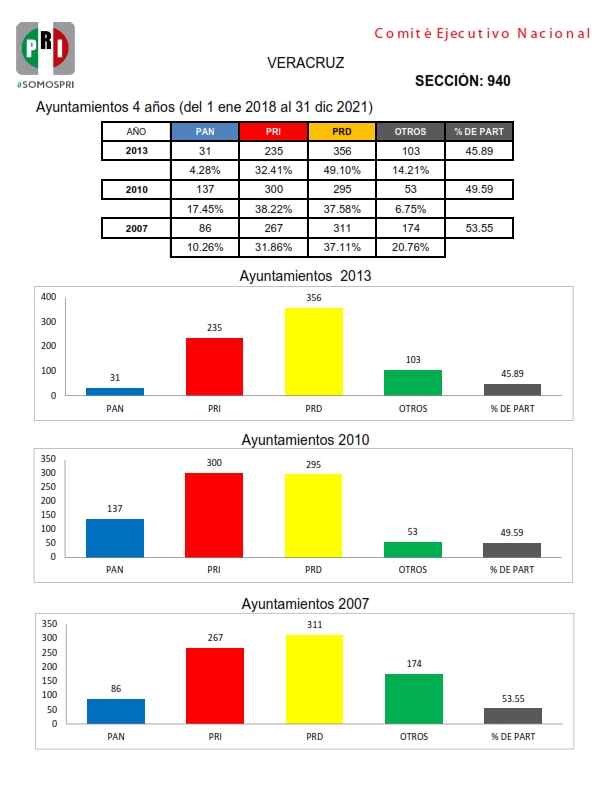 Comité Ejecutivo Nacional
PRI
#SOMOSPRI
VERACRUZ
SECCIÓN: 940
Ayuntamientos 4 años (del 1 ene 2018 al 31 dic 2021)
AÑO PAN PRI PRD OTROS % DE PART
2013 31 235 356 103 45.89
4.28% 32.41% 49.10% 14.21%
2010 137 300 295 53 49.59
17.45% 38.22% 37.58% 6.75%
2007 86 267 311 174 53.55
10.26% 31.86% 37.11% 20.76%
Ayuntamientos 2013
400
300
200
100
0
31 235 356 103 45.89
PAN PRI PRD OTROS % DE PART
Ayuntamientos 2010
350
300
250
200
150
100
50
0
137 300 295 53 49.59
PAN PRI PRD OTROS % DE PART
Ayuntamientos 2007
350
300
250
200
150
100
50
0
86 267 311 174 53.55
PAN PRI PRD OTROS % DE PART